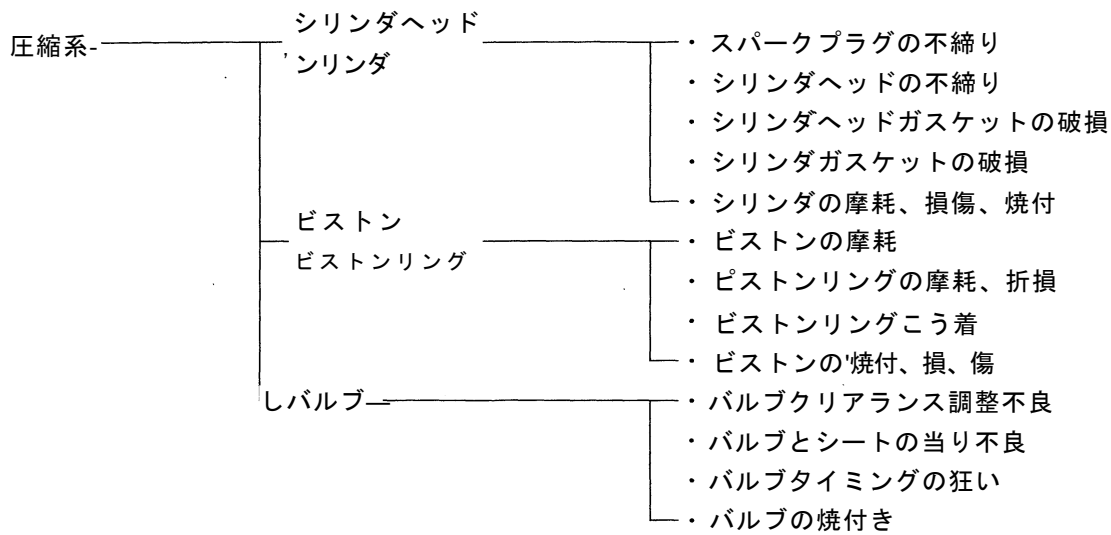 圧縮系-
シリンダヘッド
'ンリンダ
・スパークプラグの不締り
・シリンダヘッドの不締り
・シリンダヘッドガスケットの破損
・シリンダガスケットの破損
・シリンダの摩耗、損傷、焼付
ビストン
ビストンリング
・ビストンの摩耗
・ピストンリングの摩耗、折損
・ビストンリングこう着
・ビストンの'焼付、損、傷
しバルブ
・バルブクリアランス調整不良
・バルブとシートの当り不良
・バルブタイミングの狂い
・バルブの焼付き